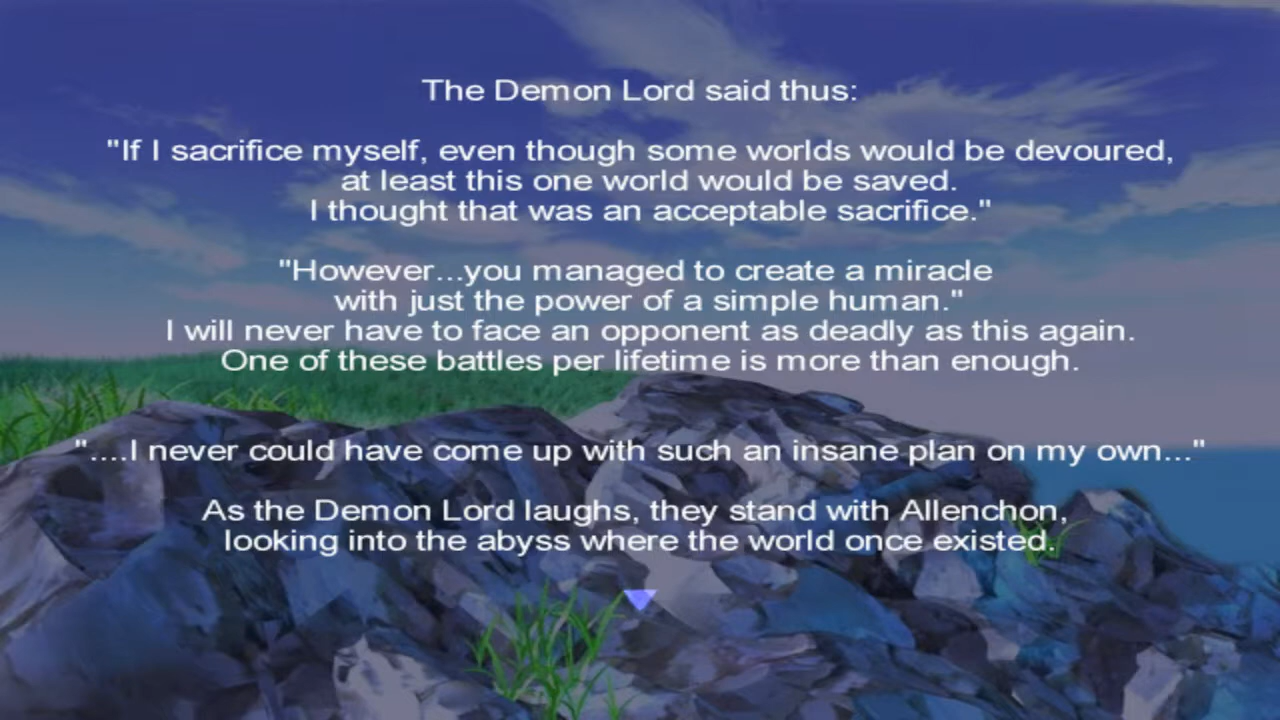 The Demon Lord said thus:
"If I sacrifice myself, even though some worlds would be devoured,
at least this one world would be saved.
I thought that was an acceptable sacrifice."
"However...you managed to create a miracle
with just the power of a simple human."
I will never have to face an opponent as deadly as this again.
One of these battles per lifetime is more than enough.
"....I never could have come up with such an insane plan on my own..."
As the Demon Lord laughs, they stand with Allenchon,
looking into the abyss where the world once existed.